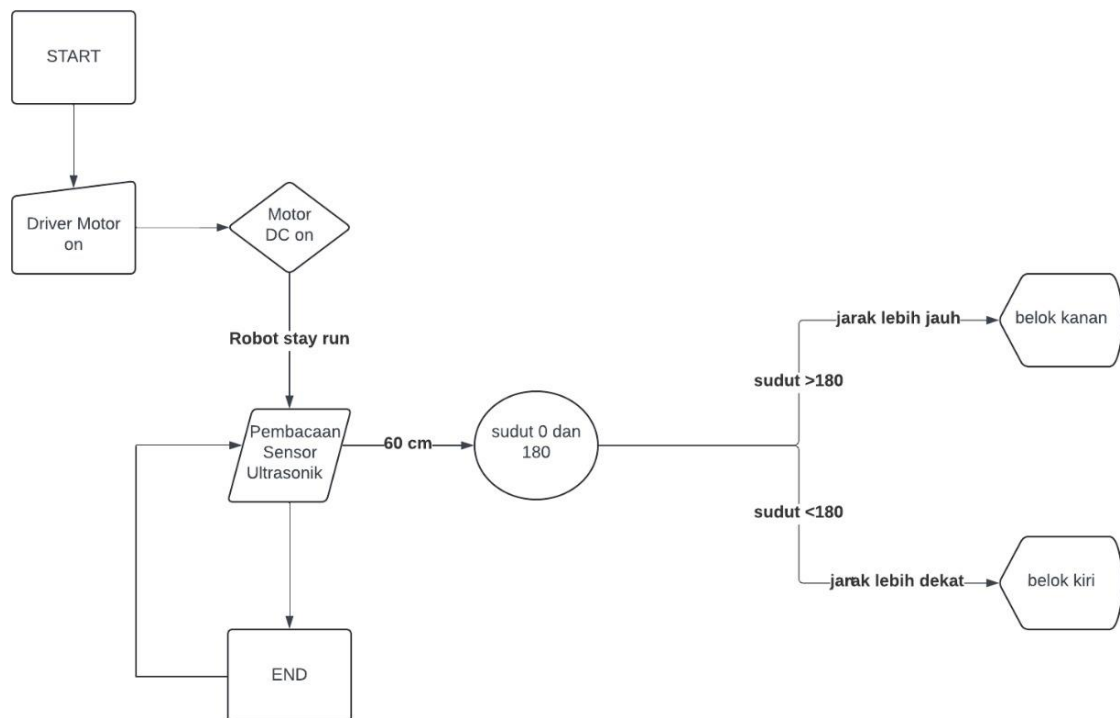 START
Driver Motor
on
Motor
DC on
Robot stay run
Pembacaan
Sensor
Ultrasonik
60 cm
sudut 0 dan
180
jarak lebih jauh
belok kanan
sudut >180
sudut <180
jarak lebih dekat
belok kiri
END